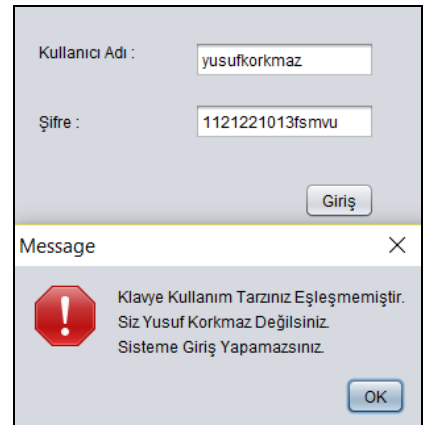 Kullanıcı Adı :
yusufkorkmaz
Şifre :
1121221013fsmvu
Giriş
Message
Klavye Kullanım Tarzınız Eşleşmemiştir.
Siz Yusuf Korkmaz Değilsiniz.
Sisteme Giriş Yapamazsınız.
OK